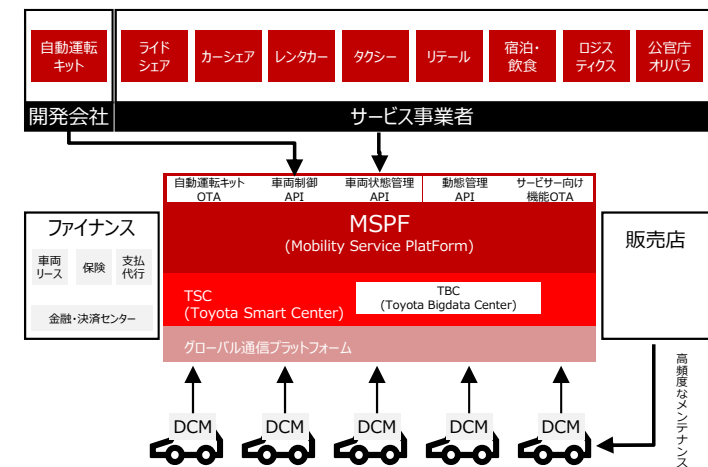 自動運転
キット
ライド
シェア
カーシェア
レンタカー
タクシー
リテール
宿泊・
飲食
ロジス
ティクス
公官庁
オリパラ
開発会社
サービス事業者
自動運転キット
OTA
車両制御
API
車両状態管理
API
動態管理
API
サービサー向け
機能OTA
MSPF
(Mobility Service PlatForm)
ファイナンス
車両
リース
保険
支払
代行
金融・決済センター
販売店
TSC
(Toyota Smart Center)
TBC
(Toyota Bigdata Center)
グローバル通信プラットフォーム
高頻度なメンテナンス
DCM
DCM
DCM
DCM
DCM